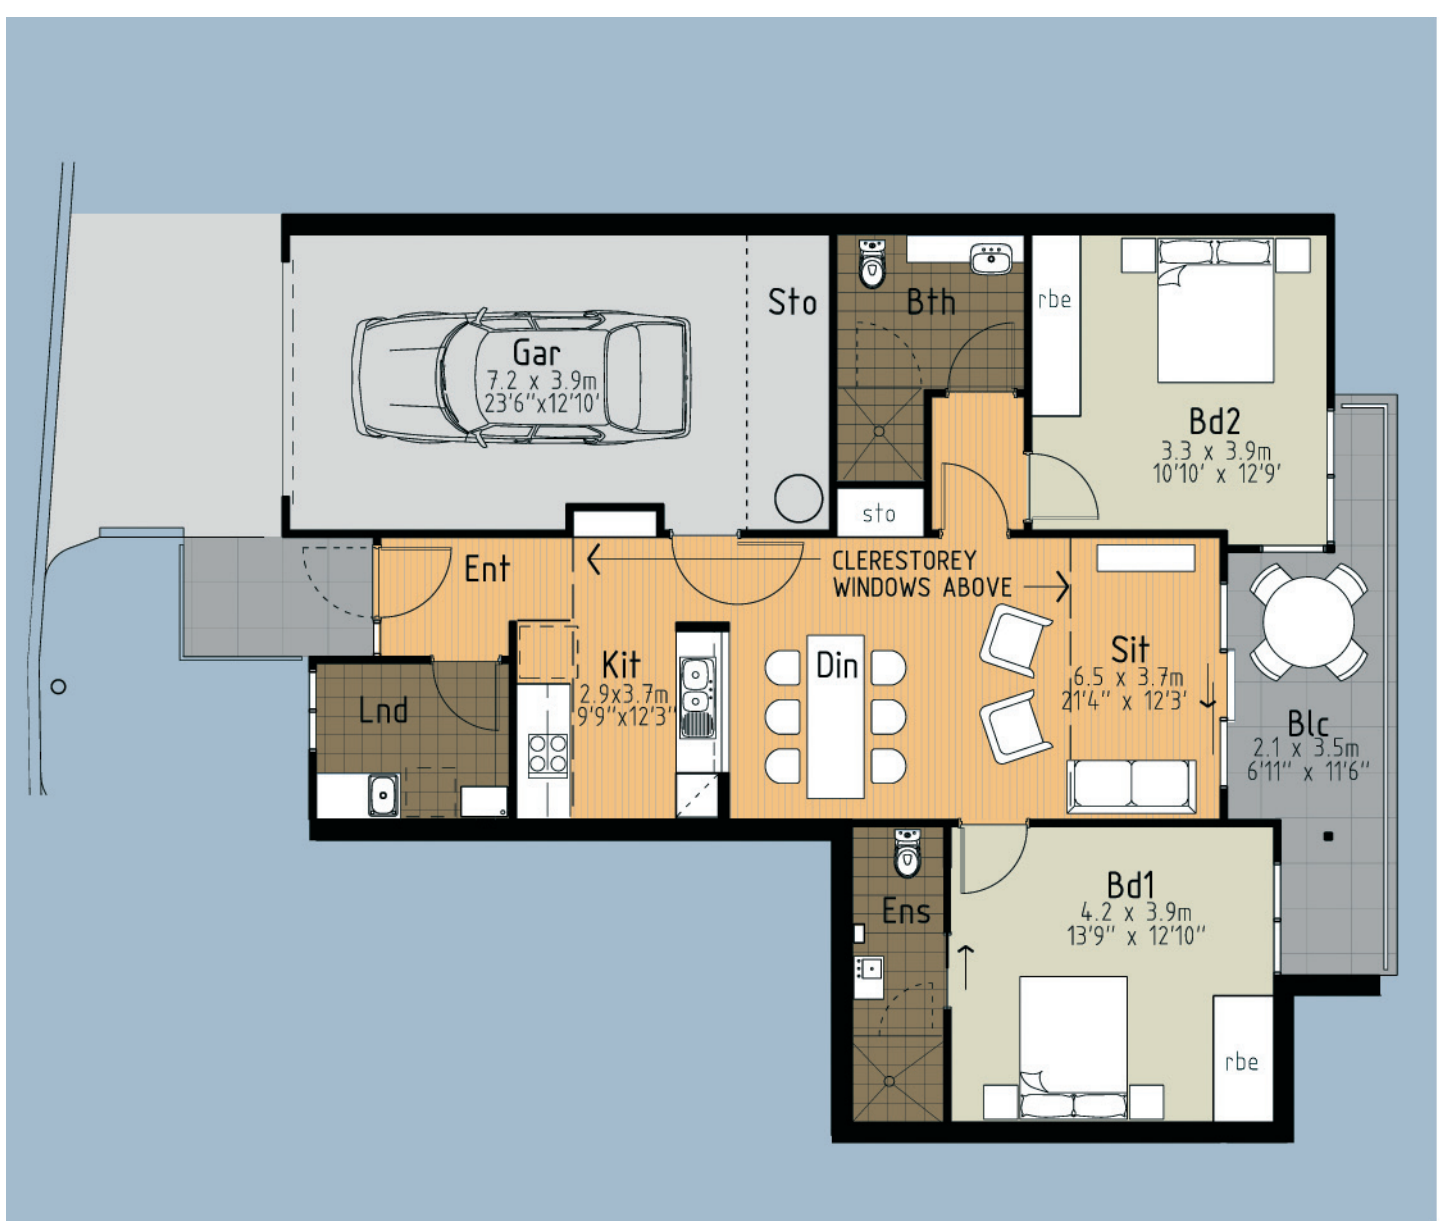 Sto
Gar
7.2 x 3.9m
23'6"x12'10'
Bth
rbe
Bd2
3.3 x 3.9m
10'10' x 12'9'
sto
Ent
CLERESTOREY
WINDOWS ABOVE
Kit
2.9x3.7m
9'9"x12'3"
Din
Sit
6.5 x 3.7m
21'4" x 12'3'
Lnd
Blc
2.1 x 3.5m
6'11" x 11'6"
Ens
Bd1
4.2 x 3.9m
13'9" x 12'10"
rbe